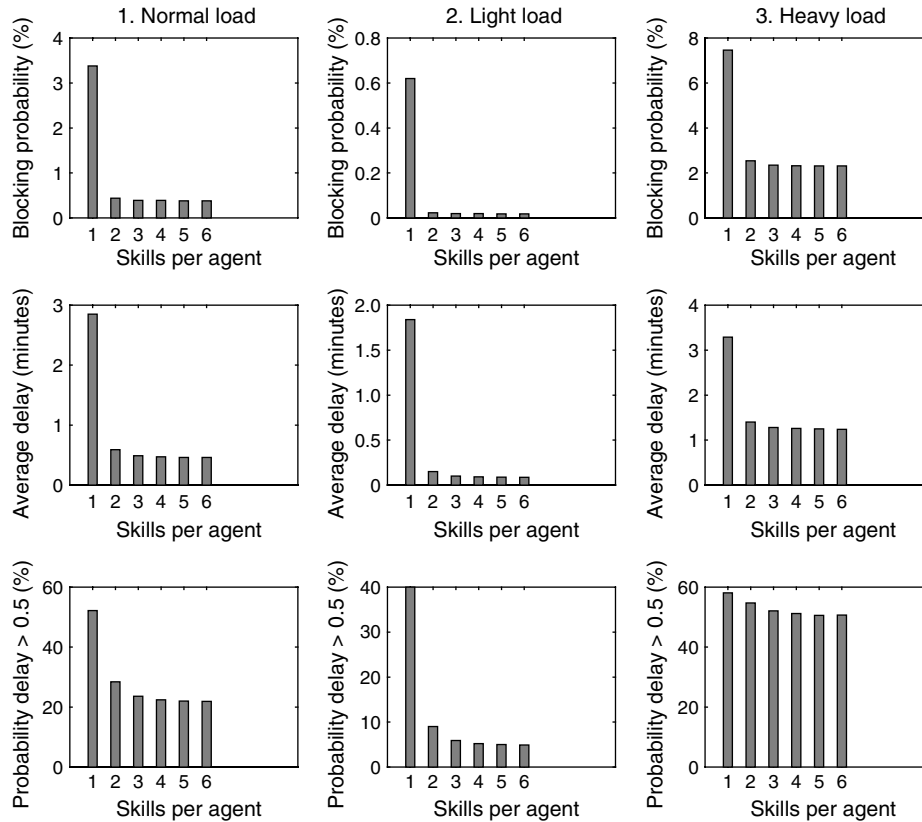 1. Normal load
2. Light load
3. Heavy load
Blocking probability (%)
4
3
2
1
0
1 2 3 4 5 6
Skills per agent
Blocking probability (%)
0.8
0.6
0.4
0.2
0
1 2 3 4 5 6
Skills per agent
Blocking probability (%)
8
6
4
2
0
1 2 3 4 5 6
Skills per agent
Average delay (minutes)
3
2
1
0
1 2 3 4 5 6
Skills per agent
Average delay (minutes)
2.0
1.5
1.0
0.5
0
1 2 3 4 5 6
Skills per agent
Average delay (minutes)
4
3
2
1
0
1 2 3 4 5 6
Skills per agent
Probability delay > 0.5 (%)
60
40
20
0
1 2 3 4 5 6
Skills per agent
Probability delay > 0.5 (%)
40
30
20
10
0
1 2 3 4 5 6
Skills per agent
Probability delay > 0.5 (%)
60
40
20
0
1 2 3 4 5 6
Skills per agent